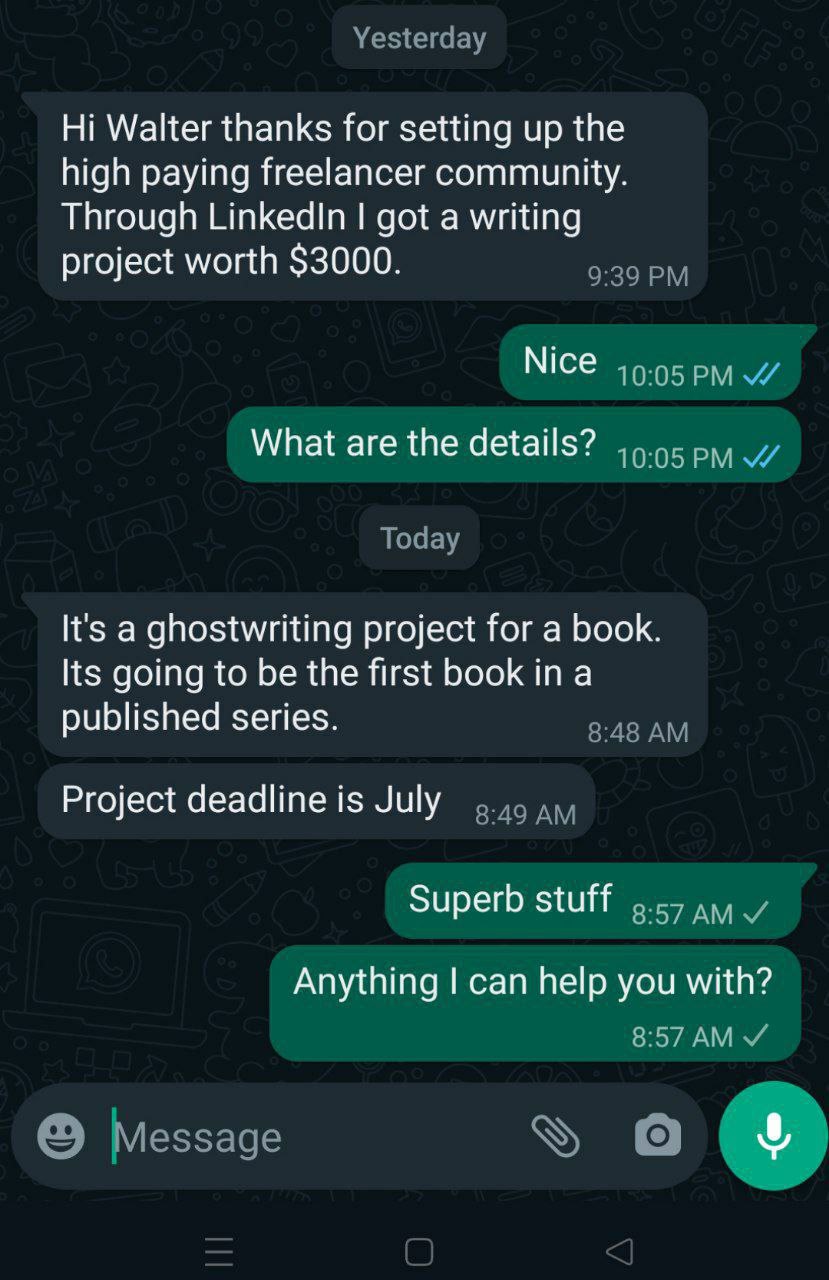 Yesterday
Hi Walter thanks for setting up the
high paying freelancer community.
Through LinkedIn I got a writing
project worth $3000.
9:39 PM
Nice 10:05 PM
What are the details? 10:05 PM
Today
It's a ghostwriting project for a book.
Its going to be the first book in a
published series.
8:48 AM
Project deadline is July 8:49 AM
Superb stuff 8:57 AM
Anything I can help you with?
8:57 AM
Message